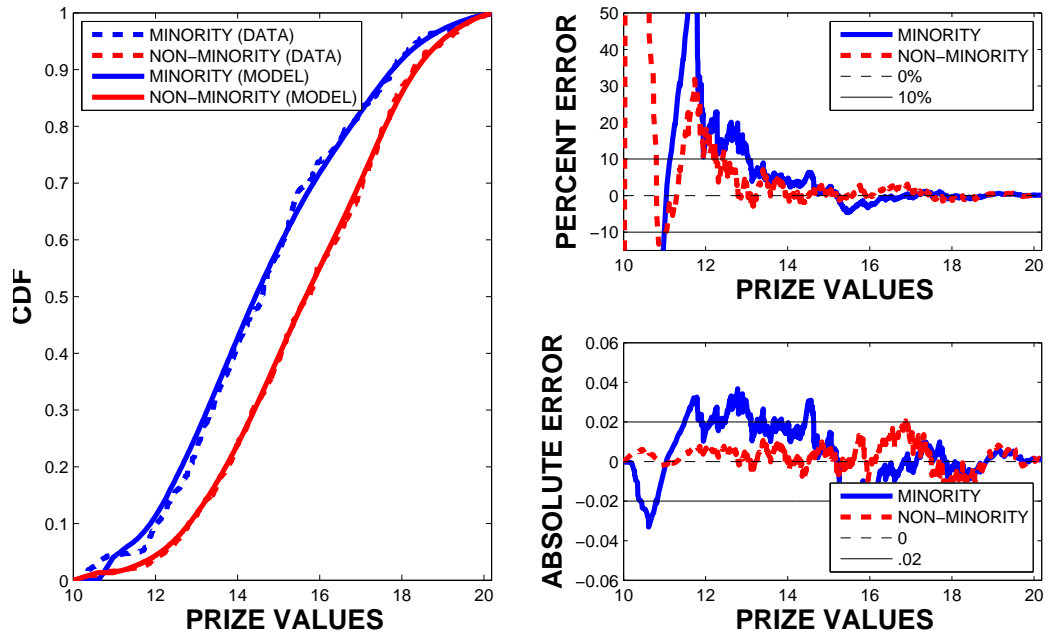 1
0.9
0.8
0.7
0.6
0.5
0.4
0.3
0.2
0.1
0
CDF
10 12 14 16 18 20
PRIZE VALUES
MINORITY (DATA)
NON−MINORITY (DATA)
MINORITY (MODEL)
NON−MINORITY (MODEL)
50
40
30
20
10
0
−10
PERCENT ERROR
10 12 14 16 18 20
PRIZE VALUES
MINORITY
NON−MINORITY
0%
10%
0.06
0.04
0.02
0
−0.02
−0.04
−0.06
ABSOLUTE ERROR
10 12 14 16 18 20
PRIZE VALUES
MINORITY
NON−MINORITY
0
.02